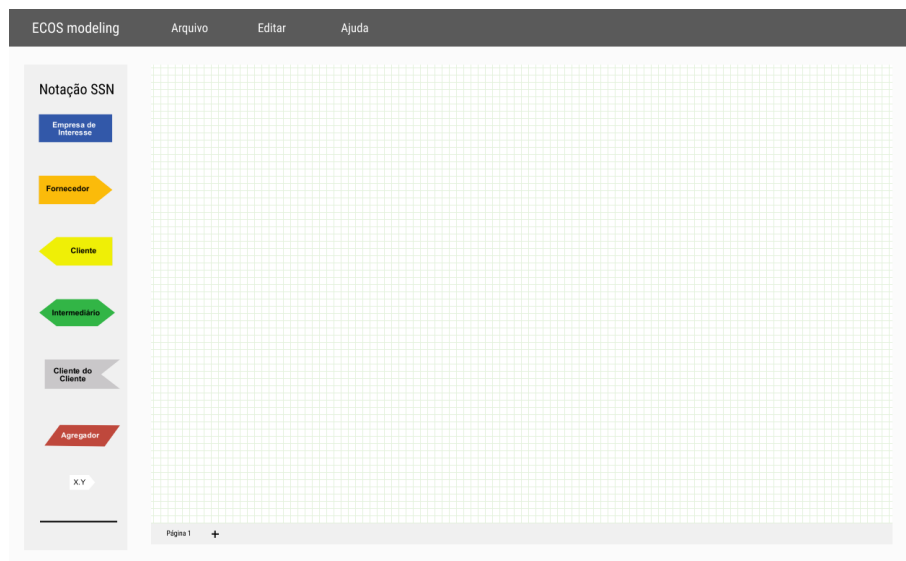 ECOS modeling Arquivo Editar Ajuda
Notação SSN
Empresa de
Interesse
Fornecedor
Cliente
Intermediário
Cliente do
Cliente
Agregador
X.Y
Página 1 +